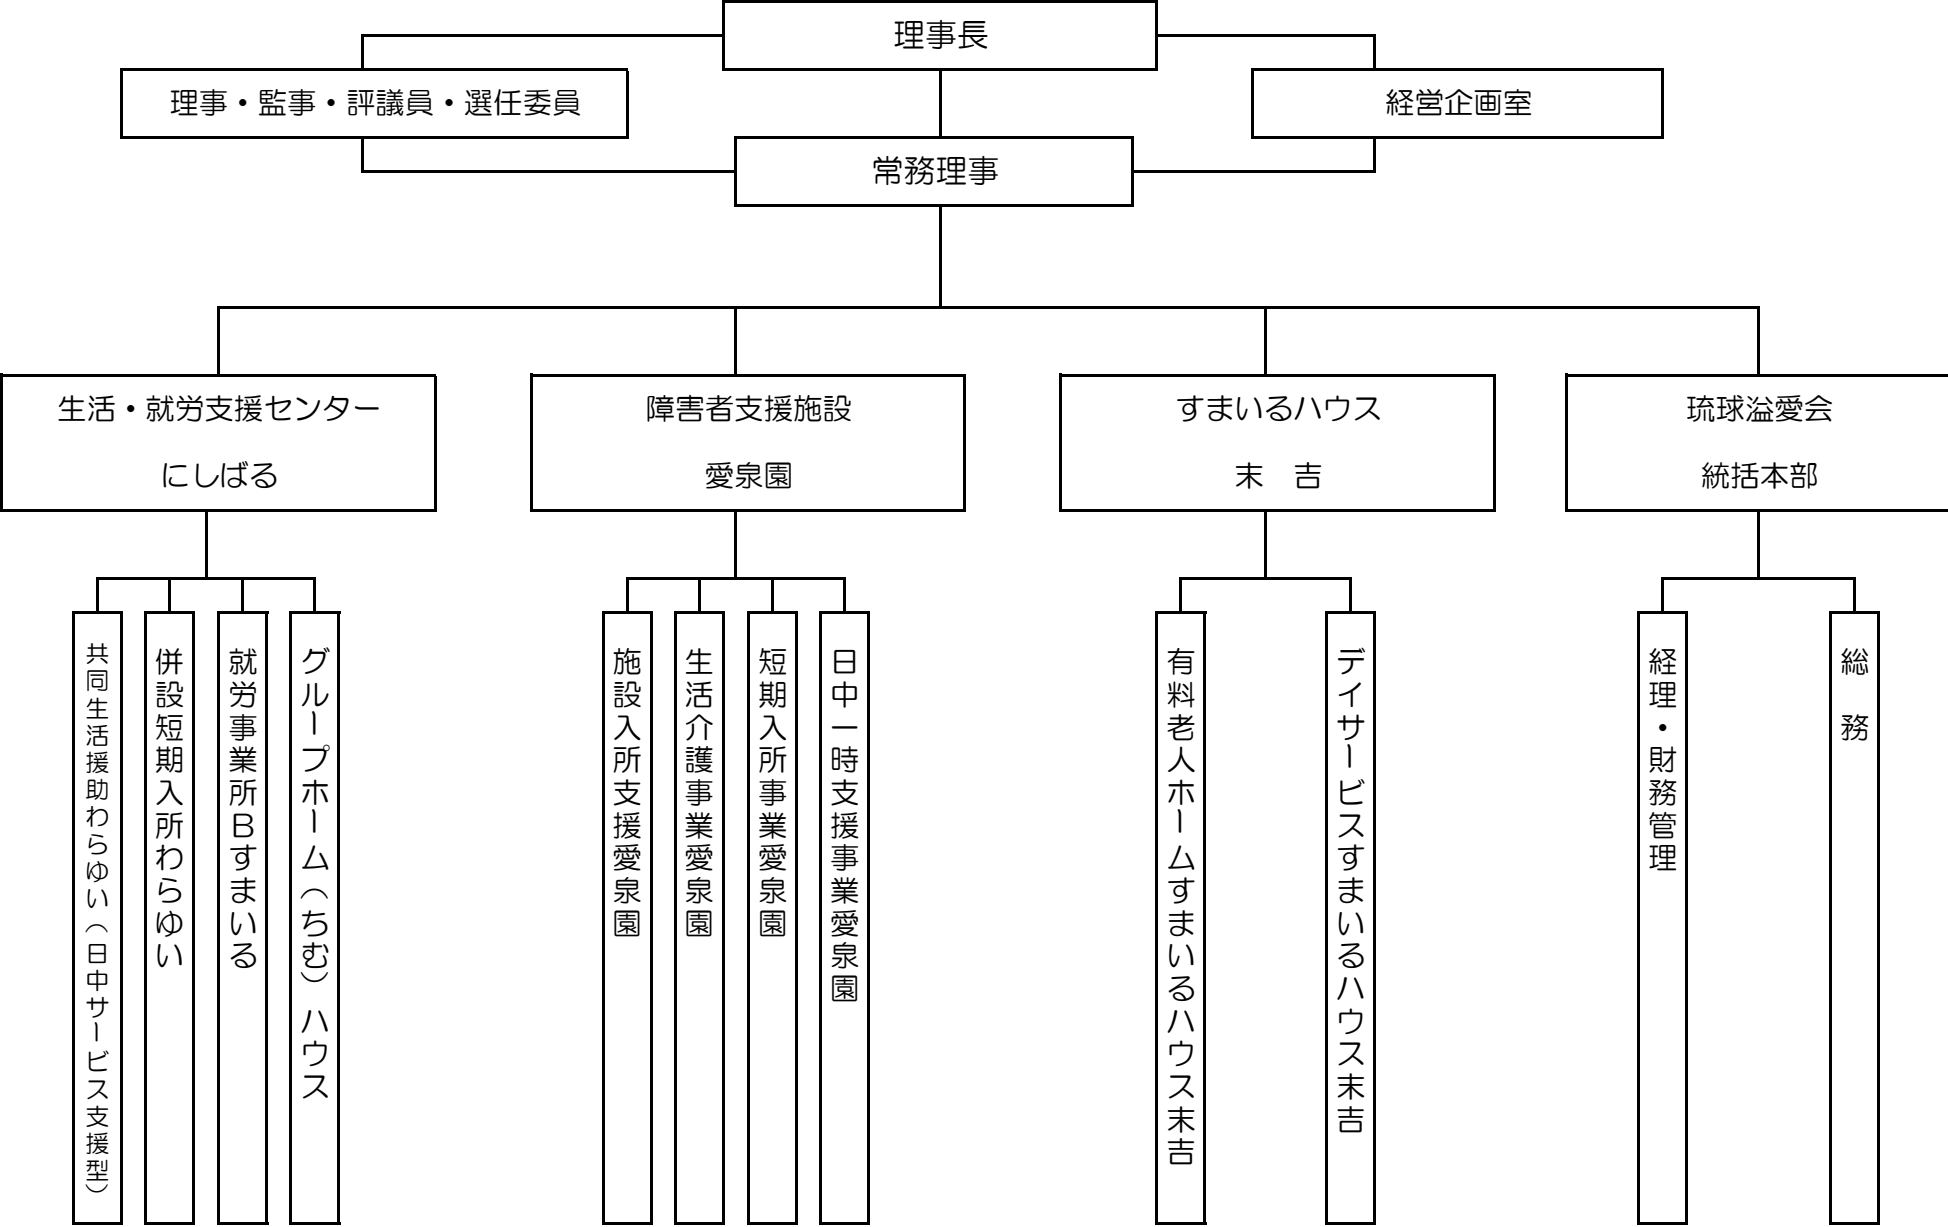 理事長
理事・監事・評議員・選任委員
経営企画室
常務理事
生活・就労支援センター
にしばる
障害者支援施設
愛泉園
すまいるハウス
末　吉
琉球溢愛会
統括本部
共同生活援助わらゆい（日中サービス支援型）
併設短期入所わらゆい
就労事業所Bすまいる
グループホーム（ちむ）ハウス
施設入所支援愛泉園
生活介護事業愛泉園
短期入所事業愛泉園
日中一時支援事業愛泉園
有料老人ホームすまいるハウス末吉
デイサービスすまいるハウス末吉
経理・財務管理
総　務